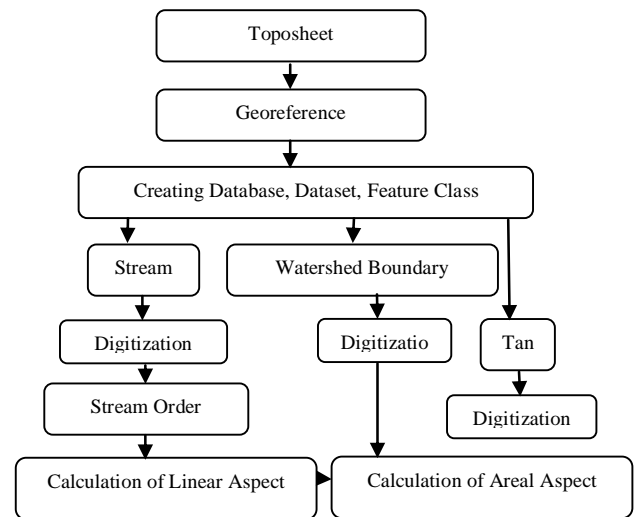 Toposheet
Georeference
Creating Database, Dataset, Feature Class
Stream
Watershed Boundary
Digitization
Digitizatio
Tan
Stream Order
Digitization
Calculation of Linear Aspect
Calculation of Areal Aspect